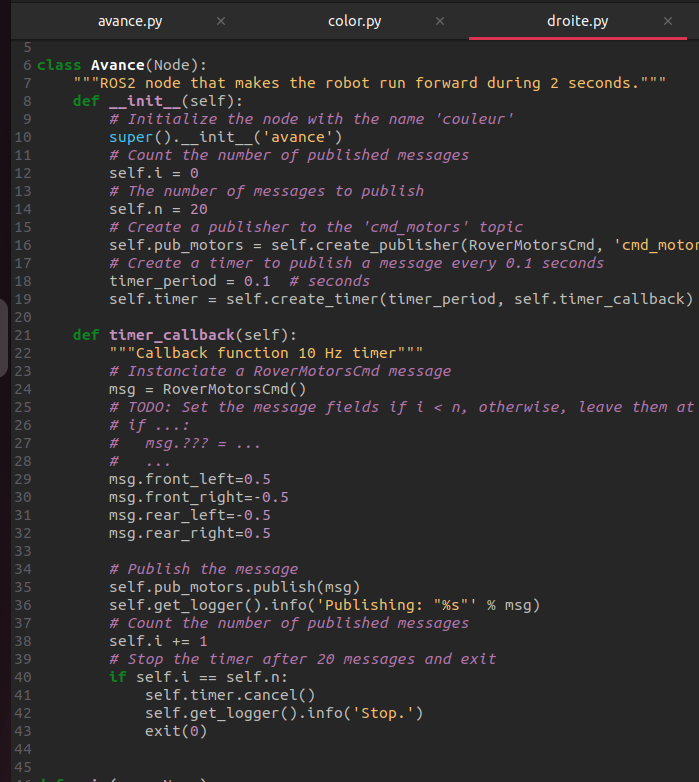 avance.py × color.py × droite.py ×
5
6 class Avance(Node):
7     """ROS2 node that makes the robot run forward during 2 seconds."""
8     def __init__(self):
9         # Initialize the node with the name 'couleur'
10         super().__init__('avance')
11         # Count the number of published messages
12         self.i = 0
13         # The number of messages to publish
14         self.n = 20
15         # Create a publisher to the 'cmd_motors' topic
16         self.pub_motors = self.create_publisher(RoverMotorsCmd, 'cmd_motor
17         # Create a timer to publish a message every 0.1 seconds
18         timer_period = 0.1  # seconds
19         self.timer = self.create_timer(timer_period, self.timer_callback)
20
21     def timer_callback(self):
22         """Callback function 10 Hz timer"""
23         # Instanciate a RoverMotorsCmd message
24         msg = RoverMotorsCmd()
25         # TODO: Set the message fields if i < n, otherwise, leave them at
26         # if ...:
27         #   msg.??? = ...
28         #   ...
29         msg.front_left=0.5
30         msg.front_right=-0.5
31         msg.rear_left=-0.5
32         msg.rear_right=0.5
33
34         # Publish the message
35         self.pub_motors.publish(msg)
36         self.get_logger().info('Publishing: "%s"' % msg)
37         # Count the number of published messages
38         self.i += 1
39         # Stop the timer after 20 messages and exit
40         if self.i == self.n:
41             self.timer.cancel()
42             self.get_logger().info('Stop.')
43             exit(0)
44
45